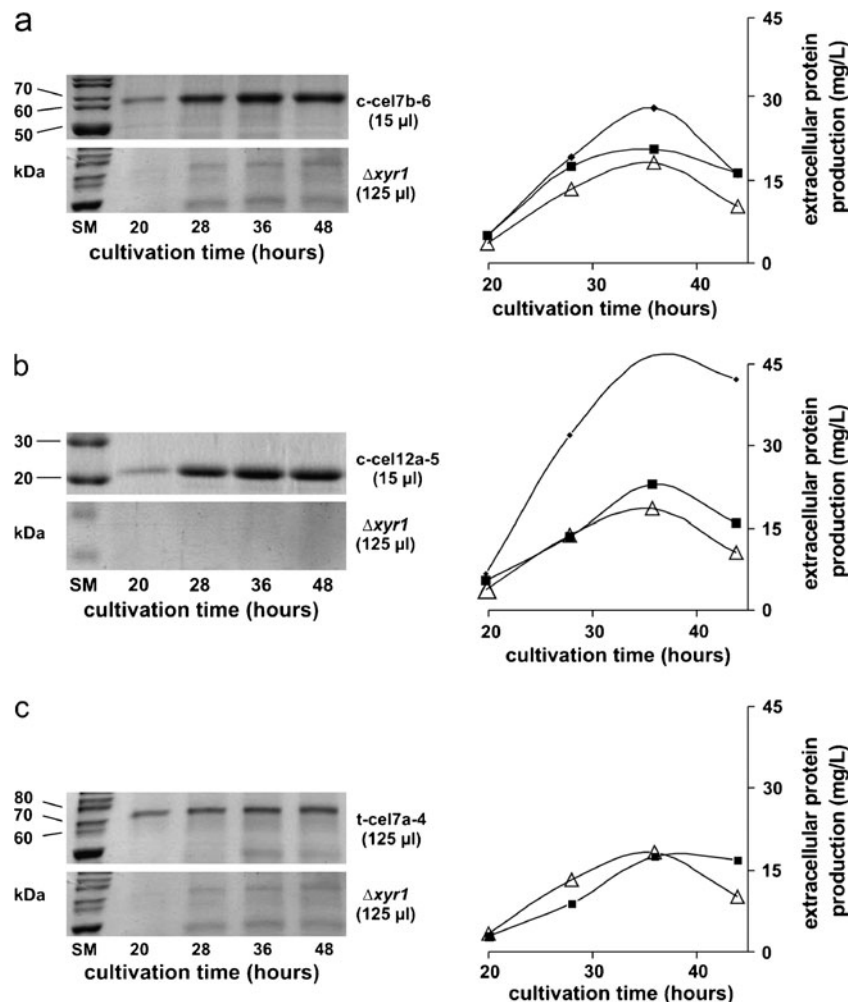 a
70
60
50
c-cel7b-6
(15 µl)
kDa
Δxyr1
(125 µl)
SM 20 28 36 48
cultivation time (hours)
45
30
15
0
20 30 40
cultivation time (hours)
extracellular protein
production (mg/L)
b
30
20
c-cel12a-5
(15 µl)
kDa
Δxyr1
(125 µl)
SM 20 28 36 48
cultivation time (hours)
45
30
15
0
20 30 40
cultivation time (hours)
extracellular protein
production (mg/L)
c
80
70
60
t-cel7a-4
(125 µl)
kDa
Δxyr1
(125 µl)
SM 20 28 36 48
cultivation time (hours)
45
30
15
0
20 30 40
cultivation time (hours)
extracellular protein
production (mg/L)